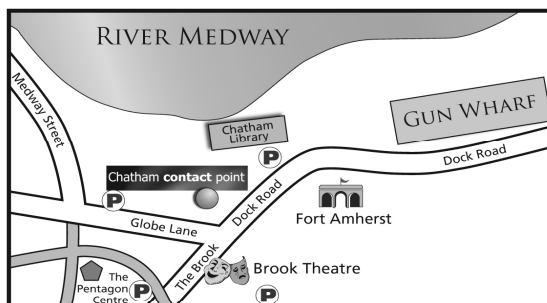 RIVER MEDWAY
Medway Street
Chatham
Library
GUN WHARF
P
Dock Road
Chatham contact point
P
Dock Road
Globe Lane
Fort Amherst
The Brook
Brook Theatre
The
Pentagon
Centre
P
P